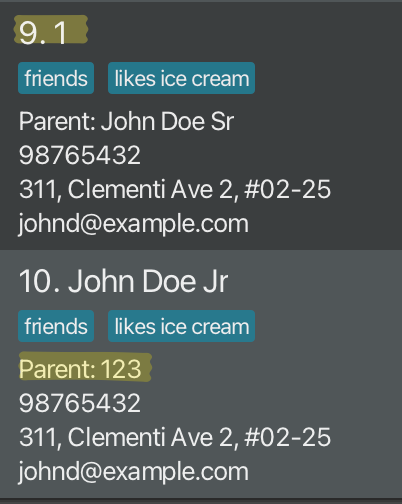 9. 1
friends likes ice cream
Parent: John Doe Sr
98765432
311, Clementi Ave 2, #02-25
johnd@example.com
10. John Doe Jr
friends likes ice cream
Parent: 123
98765432
311, Clementi Ave 2, #02-25
johnd@example.com